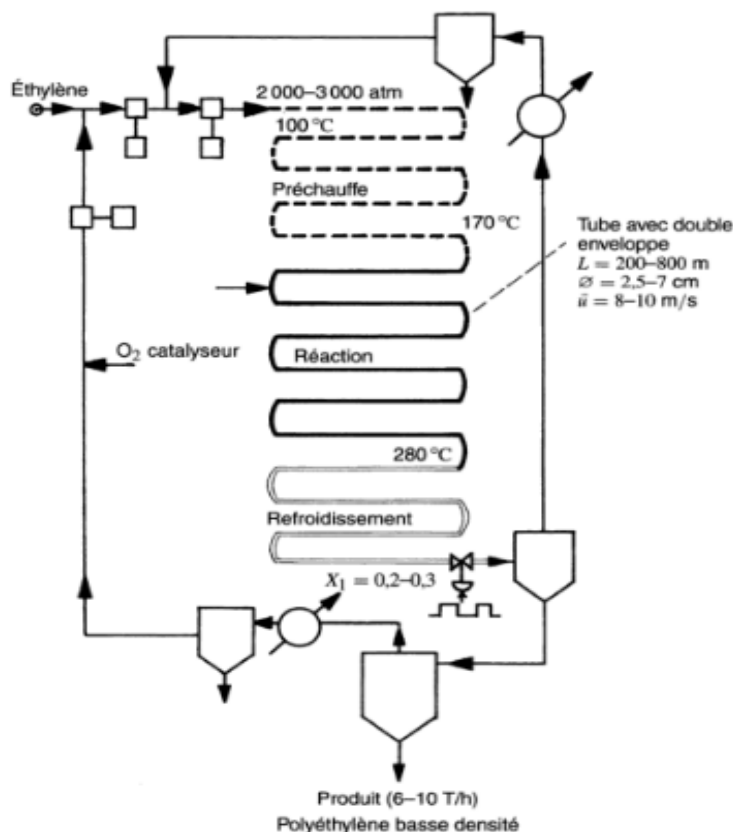 Éthylène
2 000–3 000 atm
100 °C
Préchauffe
170 °C
Tube avec double
enveloppe
L = 200–800 m
∅ = 2,5–7 cm
ū = 8–10 m/s
O₂ catalyseur
Réaction
280 °C
Refroidissement
X₁ = 0,2–0,3
Produit (6–10 T/h)
Polyéthylène basse densité